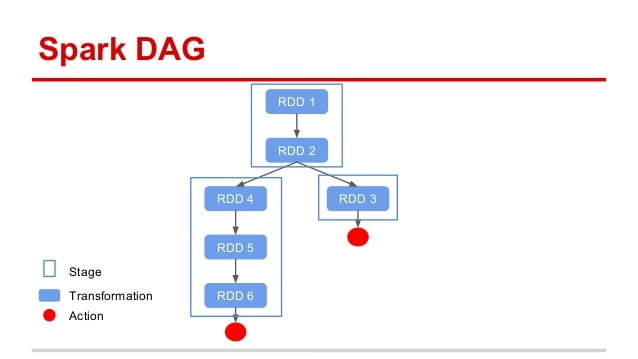 Spark DAG
RDD 1
RDD 2
RDD 4
RDD 3
RDD 5
RDD 6
Stage
Transformation
Action